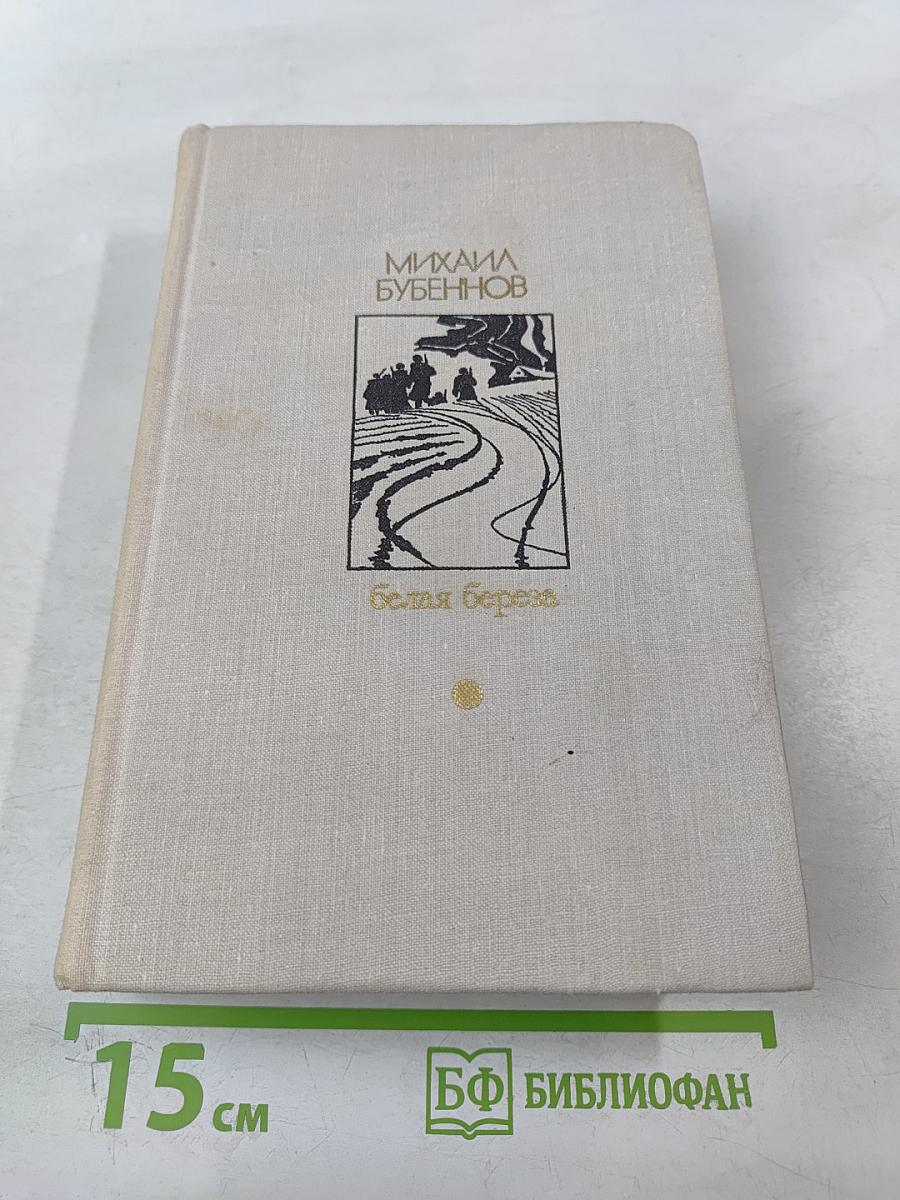 МИХАИЛ
БУБЕННОВ
белая береза
15 см
БФ БИБЛИОФАН